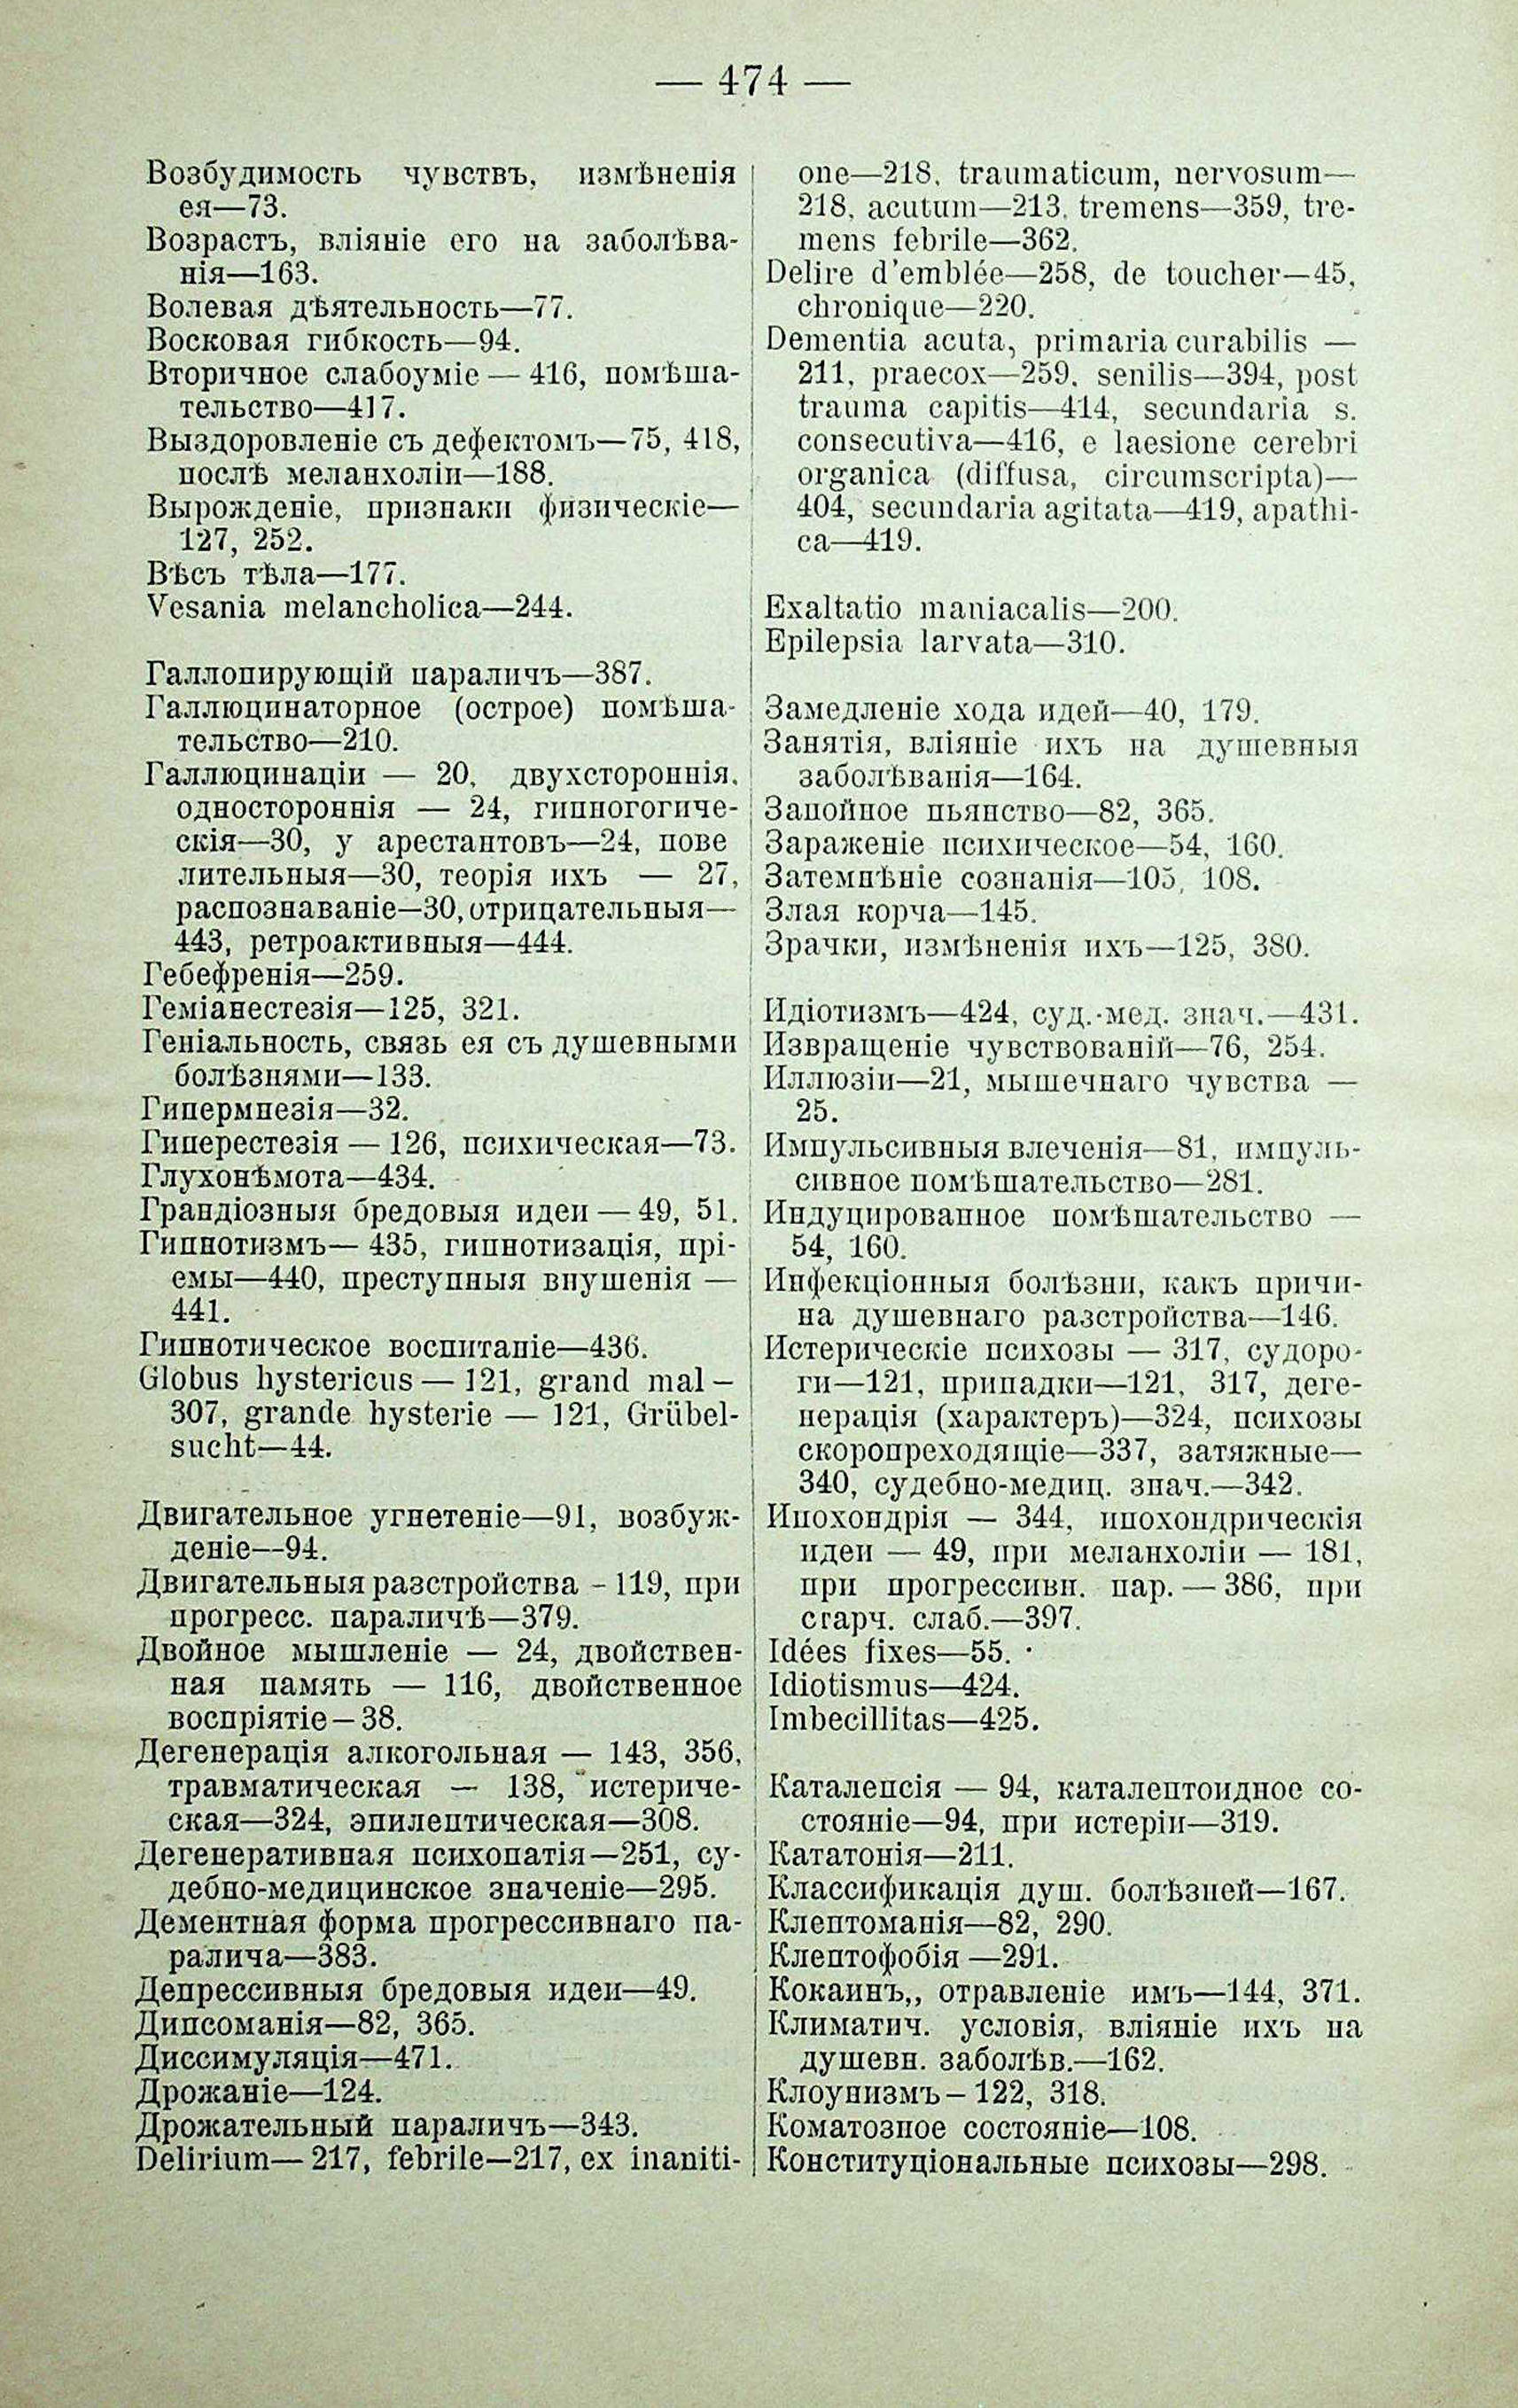 — 474 —
Возбудимость чувствъ, измѣненія
ея—73.
Возрастъ, вліяніе его на заболѣва-
нія—163.
Волевая дѣятельность—77.
Восковая гибкость—94.
Вторичное слабоуміе — 416, помѣша-
тельство—417.
Выздоровленіе съ дефектомъ—75, 418,
послѣ меланхоліи—188.
Вырожденіе, признаки физическіе—
127, 252.
Вѣсъ тѣла—177.
Vesania melancholica—244.
Галлопирующій параличъ—387.
Галлюцинаторное (острое) помѣша-
тельство—210.
Галлюцинаціи — 20, двухстороннія,
одностороннія — 24, гипногогиче-
скія—30, у арестантовъ—24, пове
лительныя—30, теорія ихъ — 27,
распознаваніе—30, отрицательныя—
443, ретроактивныя—444.
Гебефренія—259.
Геміанестезія—125, 321.
Геніальность, связь ея съ душевными
болѣзнями—133.
Гипермнезія—32.
Гиперестезія — 126, психическая—73.
Глухонѣмота—434.
Грандіозныя бредовыя идеи — 49, 51.
Гипнотизмъ— 435, гипнотизація, прі-
емы—440, преступныя внушенія —
441.
Гипнотическое воспитаніе—436.
Globus hystericus — 121, grand mal –
307, grande hysterie — 121, Grübel-
sucht—44.
Двигательное угнетеніе—91, возбуж-
деніе—94.
Двигательныя разстройства - 119, при
прогресс. параличѣ—379.
Двойное мышленіе — 24, двойствен-
ная память — 116, двойственное
воспріятіе—38.
Дегенерація алкогольная — 143, 356,
травматическая — 138, истериче-
ская—324, эпилептическая—308.
Дегенеративная психопатія—251, су-
дебно-медицинское значеніе—295.
Дементная форма прогрессивнаго па-
ралича—383.
Депрессивныя бредовыя идеи—49.
Дипсоманія—82, 365.
Диссимуляція—471.
Дрожаніе—124.
Дрожательный параличъ—343.
Delirium— 217, febrile—217, ex inaniti-
one—218, traumaticum, nervosum—
218, acutum—213, tremens—359, tre-
mens febrile—362.
Delire d'emblée—258, de toucher—45,
chronique—220.
Dementia acuta, primaria curabilis —
211, praecox—259, senilis—394, post
trauma capitis—414, secundaria s.
consecutiva—416, e laesione cerebri
organica (diffusa, circumscripta)—
404, secundaria agitata—419, apathi-
ca—419.
Exaltatio maniacalis—200.
Epilepsia larvata—310.
Замедленіе хода идей—40, 179.
Занятія, вліяніе ихъ на душевныя
заболѣванія—164.
Запойное пьянство—82, 365.
Зараженіе психическое—54, 160.
Затемнѣніе сознанія—105, 108.
Злая корча—145.
Зрачки, измѣненія ихъ—125, 380.
Идіотизмъ—424, суд.-мед. знач.—431.
Извращеніе чувствованій—76, 254.
Иллюзіи—21, мышечнаго чувства —
25.
Импульсивныя влеченія—81, импуль-
сивное помѣшательство—281.
Индуцированное помѣшательство —
54, 160.
Инфекціонныя болѣзни, какъ причи-
на душевнаго разстройства—146.
Истерическіе психозы — 317, судоро-
ги—121, припадки—121, 317, деге-
нерація (характеръ)—324, психозы
скоропреходящіе—337, затяжные—
340, судебно-медиц. знач.—342.
Ипохондрія — 344, ипохондрическія
идеи — 49, при меланхоліи — 181,
при прогрессивн. пар. — 386, при
старч. слаб.—397.
Idées fixes—55.
Idiotismus—424.
Imbecillitas—425.
Каталепсія — 94, каталептоидное со-
стояніе—94, при истеріи—319.
Кататонія—211.
Классификація душ. болѣзней—167.
Клептоманія—82, 290.
Клептофобія —291.
Кокаинъ,, отравленіе имъ—144, 371.
Климатич. условія, вліяніе ихъ на
душевн. заболѣв.—162.
Клоунизмъ – 122, 318.
Коматозное состояніе—108.
Конституціональные психозы—298.